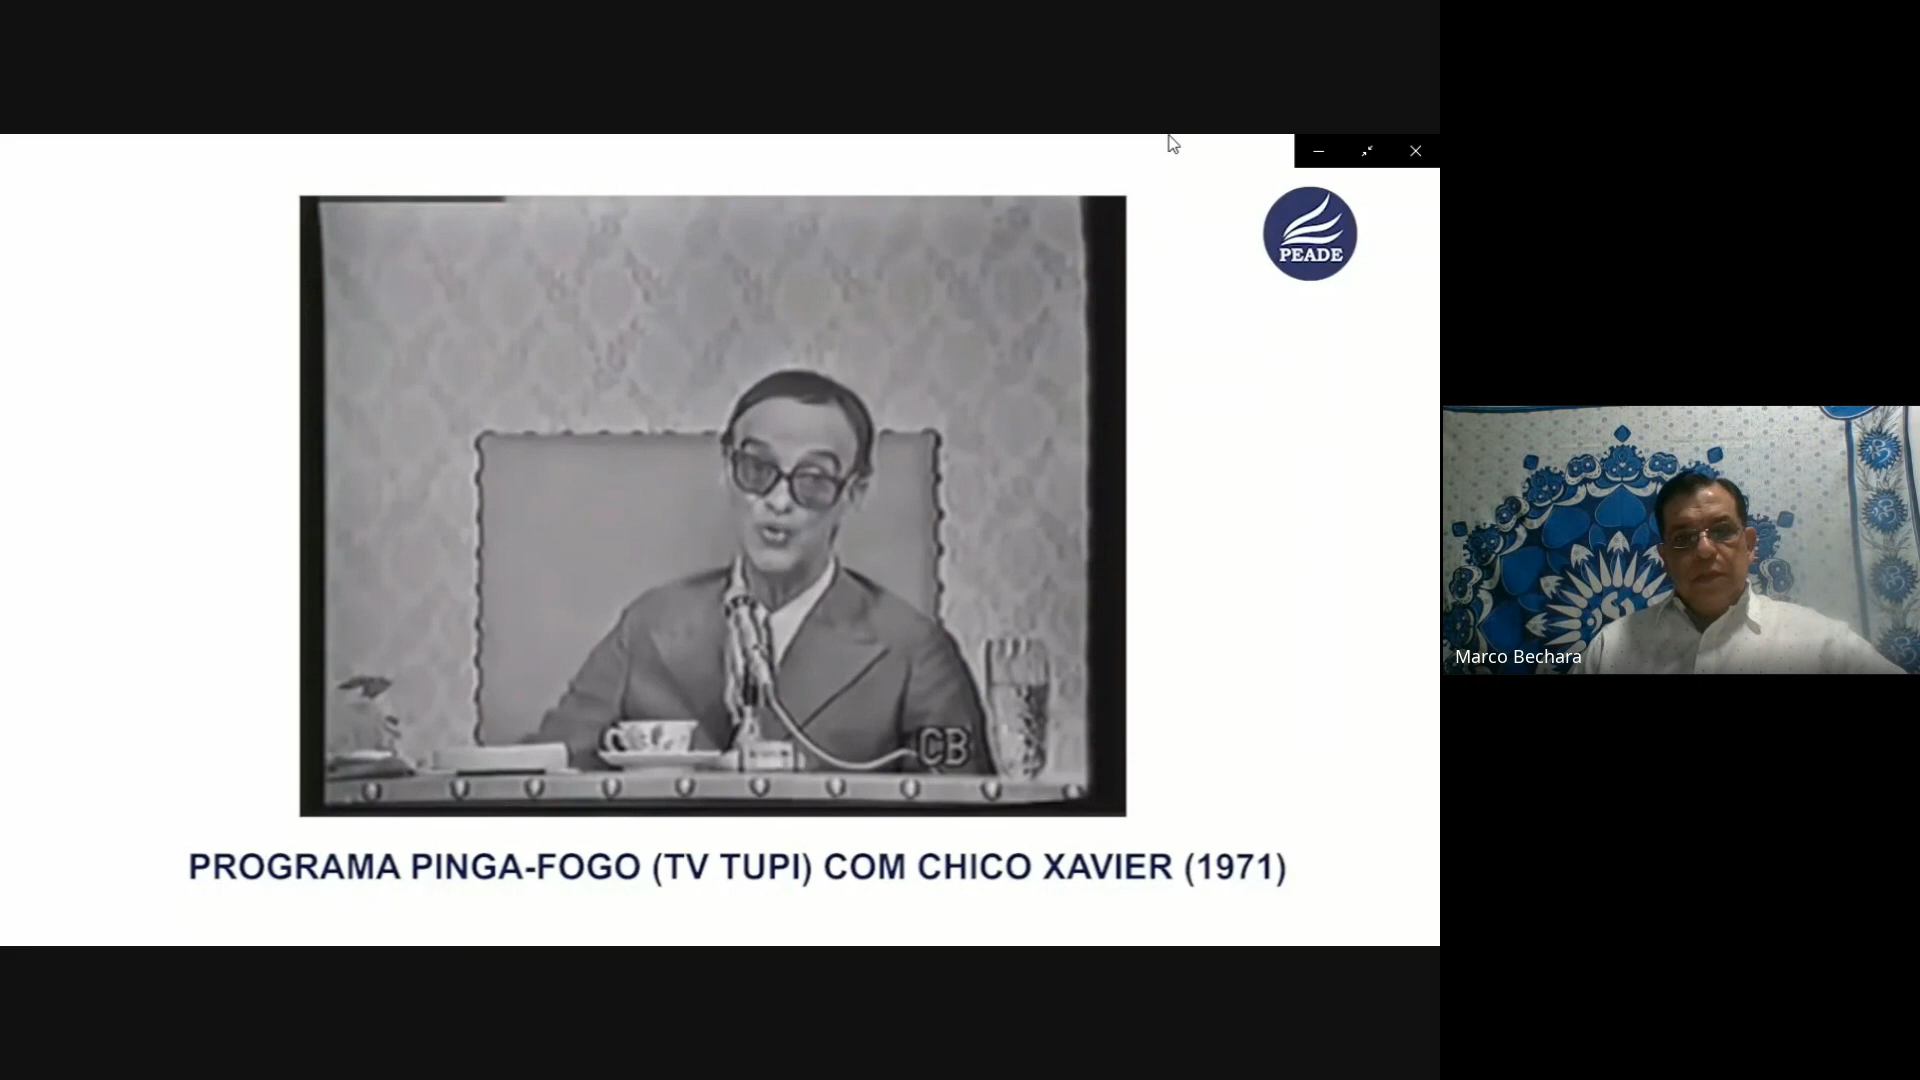 PEADE
CB
PROGRAMA PINGA-FOGO (TV TUPI) COM CHICO XAVIER (1971)
Marco Bechara